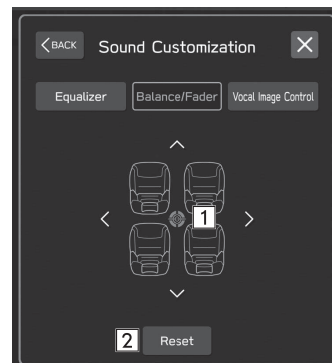 BACK Sound Customization
Equalizer Balance/Fader Vocal Image Control
1
2 Reset